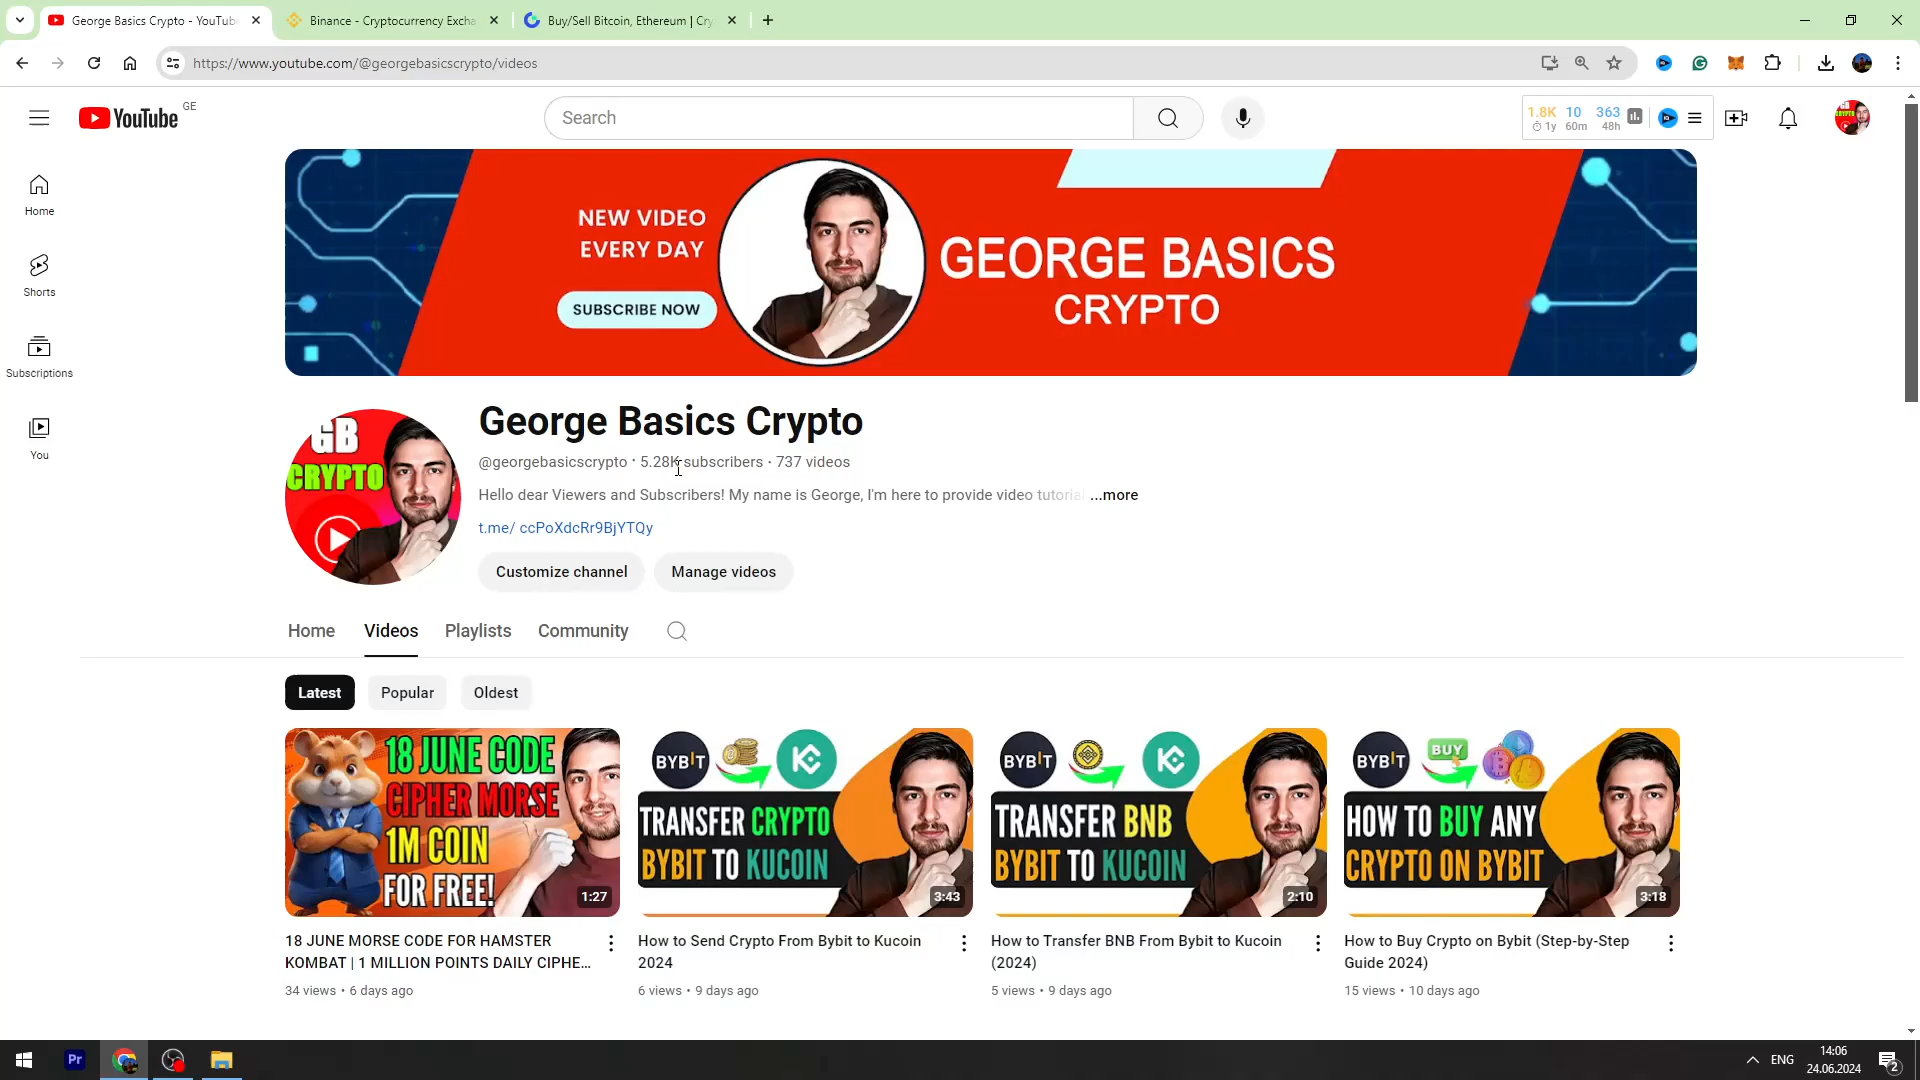 George Basics Crypto - YouTube
Binance - Cryptocurrency Excha
Buy/Sell Bitcoin, Ethereum | Cry
https://www.youtube.com/@georgebasicscrypto/videos
YouTube GE
Search
1.8K 10 363
1y 60m 48h
Home
Shorts
Subscriptions
You
NEW VIDEO
EVERY DAY
SUBSCRIBE NOW
GEORGE BASICS
CRYPTO
GB
CRYPTO
George Basics Crypto
@georgebasicscrypto · 5.28K subscribers · 737 videos
Hello dear Viewers and Subscribers! My name is George, I'm here to provide video tutoria ...more
t.me/ ccPoXdcRr9BjYTQy
Customize channel
Manage videos
Home Videos Playlists Community
Latest Popular Oldest
18 JUNE CODE
CIPHER MORSE
1M COIN
FOR FREE!
1:27
BYBIT
TRANSFER CRYPTO
BYBIT TO KUCOIN
3:43
BYBIT
TRANSFER BNB
BYBIT TO KUCOIN
2:10
BYBIT
BUY
HOW TO BUY ANY
CRYPTO ON BYBIT
3:18
18 JUNE MORSE CODE FOR HAMSTER
KOMBAT | 1 MILLION POINTS DAILY CIPHE...
34 views • 6 days ago
How to Send Crypto From Bybit to Kucoin
2024
6 views • 9 days ago
How to Transfer BNB From Bybit to Kucoin
(2024)
5 views • 9 days ago
How to Buy Crypto on Bybit (Step-by-Step
Guide 2024)
15 views • 10 days ago
Pr
ENG
14:06
24.06.2024
2